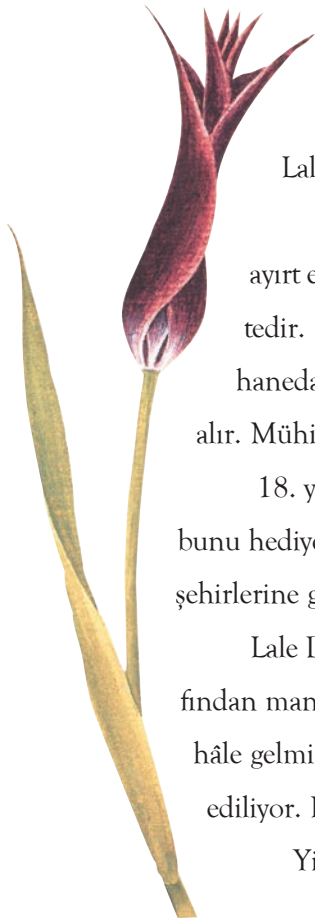 Lal
ayırt e
tedir.
haneda
alır. Mühi
18. y
bunu hediy
şehirlerine g
Lale
fından man
hâle gelmi
ediliyor.
Yi